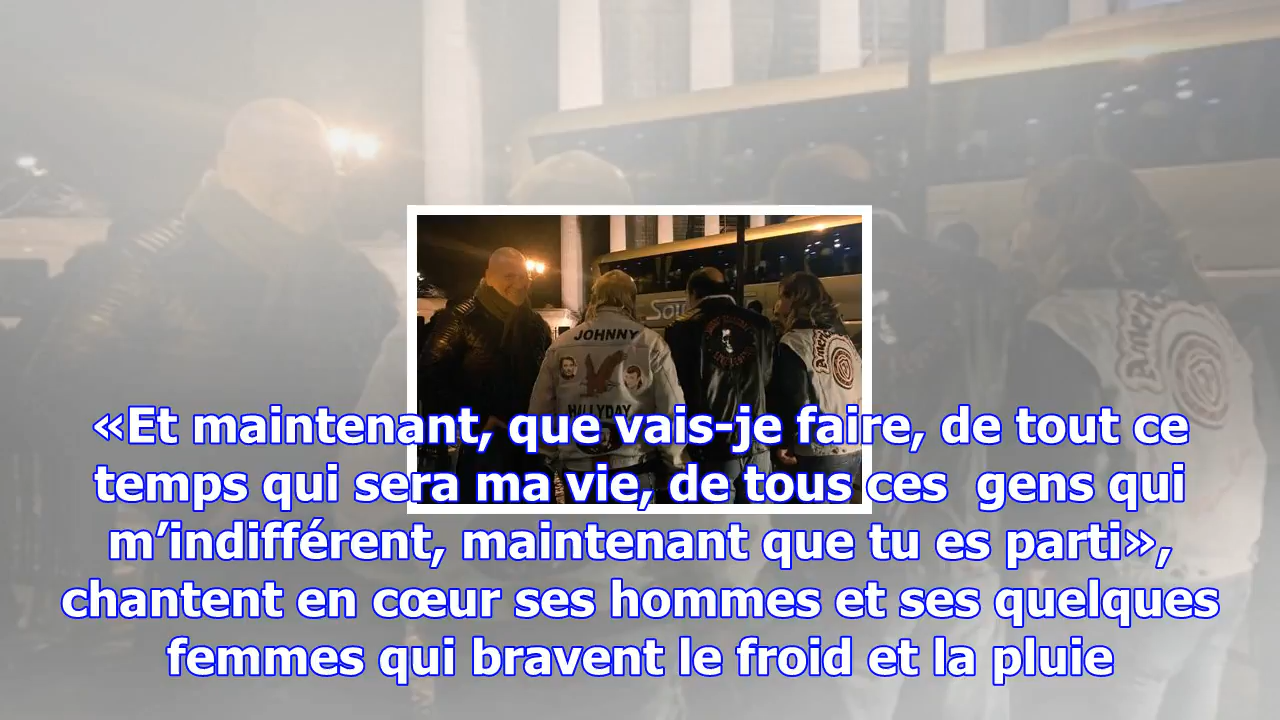 JOHNNY
HALLYDAY
«Et maintenant, que vais-je faire, de tout ce
temps qui sera ma vie, de tous ces  gens qui
m’indifférent, maintenant que tu es parti»,
chantent en cœur ses hommes et ses quelques
femmes qui bravent le froid et la pluie